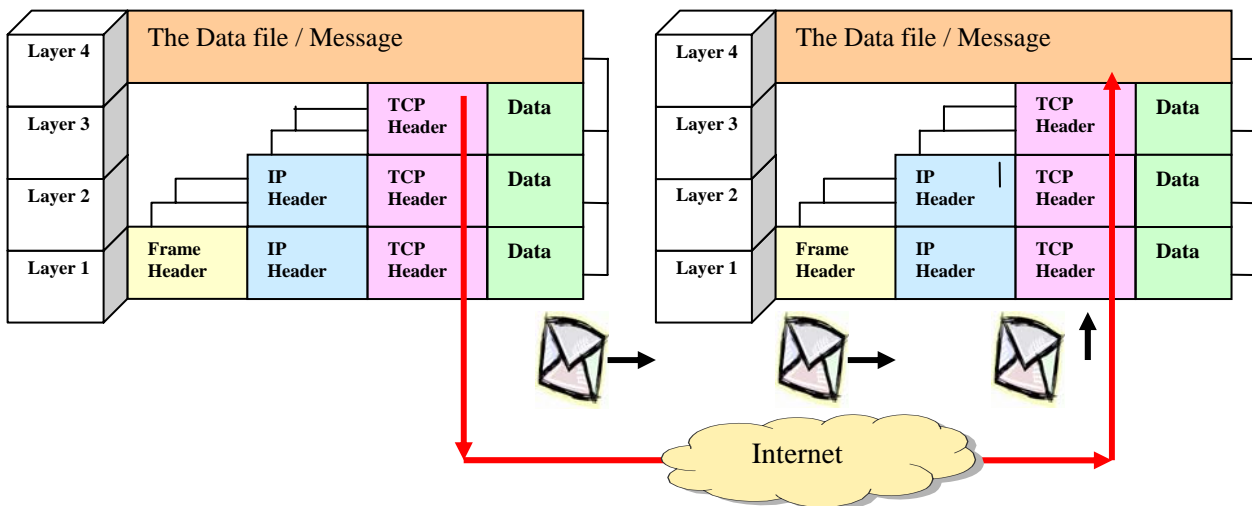 Layer 4
The Data file / Message
Layer 3
TCP
Header
Data
Layer 2
IP
Header
TCP
Header
Data
Layer 1
Frame
Header
IP
Header
TCP
Header
Data
Layer 4
The Data file / Message
Layer 3
TCP
Header
Data
Layer 2
IP
Header
TCP
Header
Data
Layer 1
Frame
Header
IP
Header
TCP
Header
Data
Internet